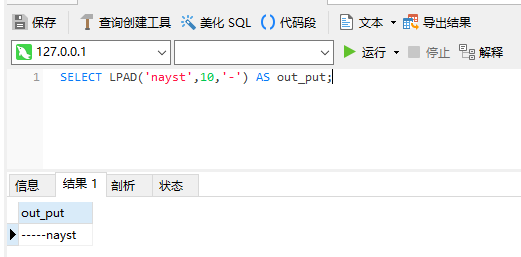 保存 查询创建工具 美化 SQL 代码段 文本 导出结果
127.0.0.1 运行 停止 解释
1 SELECT LPAD('nayst',10,'-') AS out_put;
信息 结果 1 剖析 状态
out_put
-----nayst